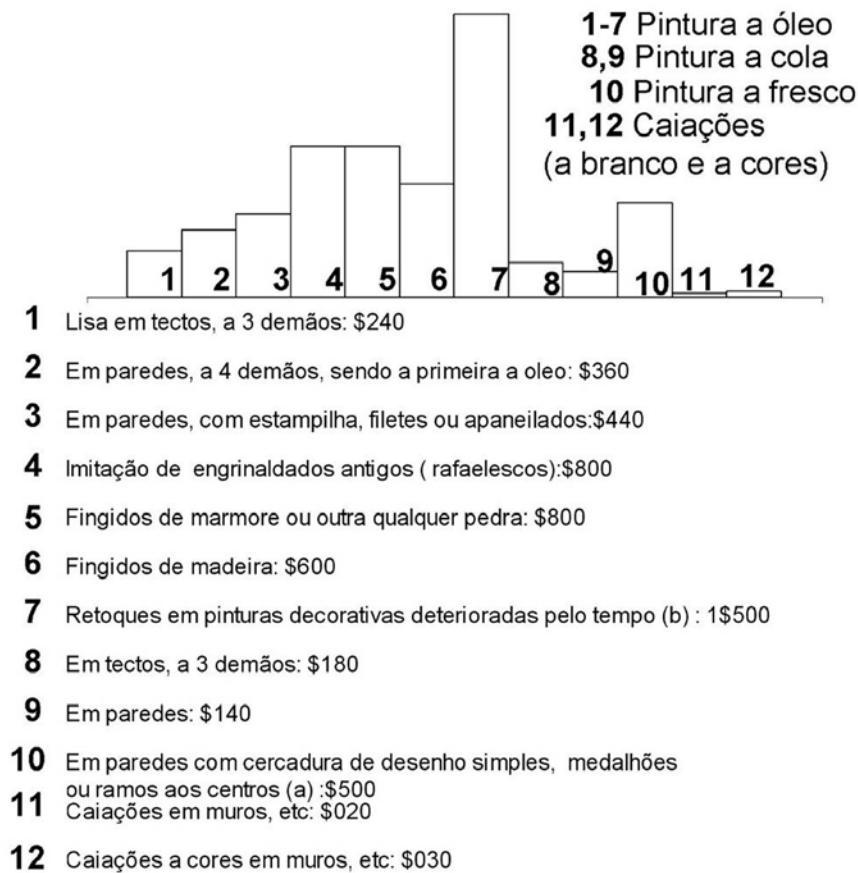 1-7 Pintura a óleo
8,9 Pintura a cola
10 Pintura a fresco
11,12 Caiações
(a branco e a cores)
1 2 3 4 5 6 7 8 9 10 11 12
1 Lisa em tectos, a 3 demãos: $240
2 Em paredes, a 4 demãos, sendo a primeira a oleo: $360
3 Em paredes, com estampilha, filetes ou apaneilados:$440
4 Imitação de engrinaldados antigos ( rafaelescos):$800
5 Fingidos de marmore ou outra qualquer pedra: $800
6 Fingidos de madeira: $600
7 Retoques em pinturas decorativas deterioradas pelo tempo (b) : 1$500
8 Em tectos, a 3 demãos: $180
9 Em paredes: $140
10 Em paredes com cercadura de desenho simples, medalhões
ou ramos aos centros (a) :$500
11 Caiações em muros, etc: $020
12 Caiações a cores em muros, etc: $030